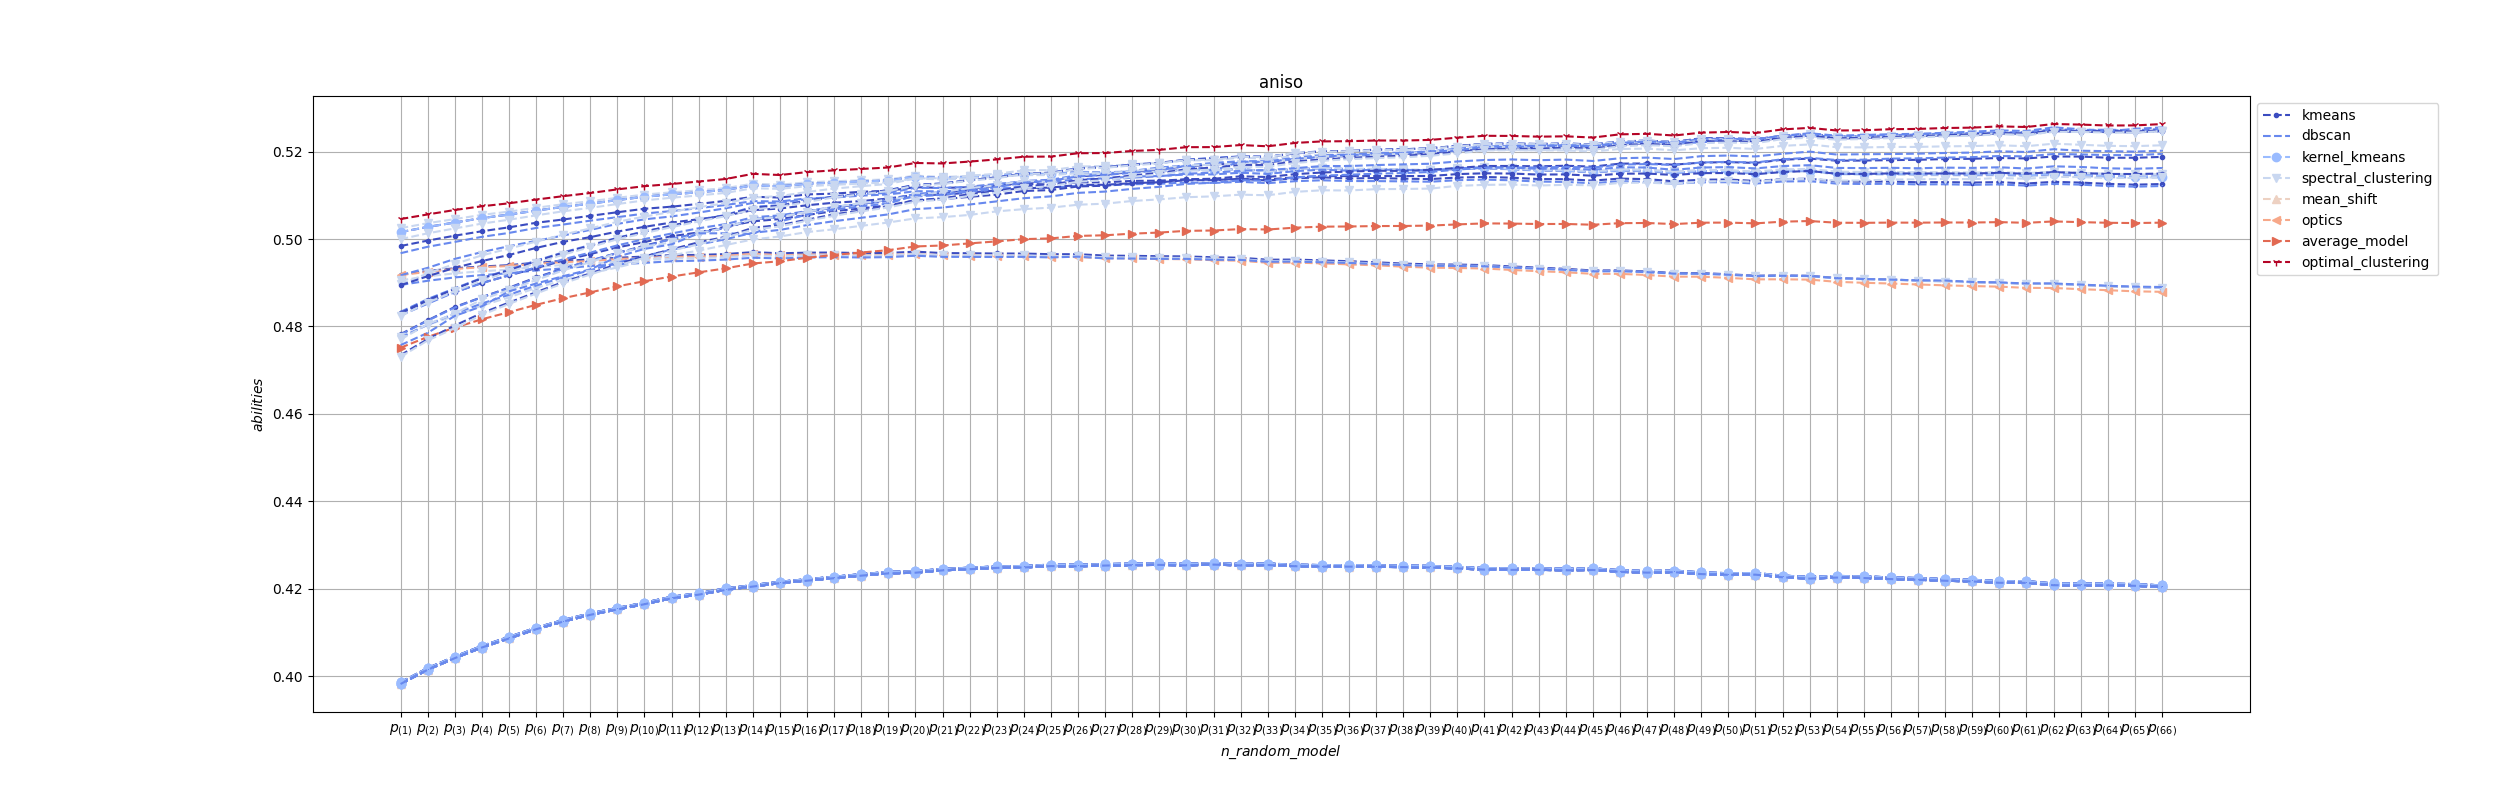 aniso
kmeans
dbscan
kernel_kmeans
spectral_clustering
mean_shift
optics
average_model
optimal_clustering
0.52
0.50
0.48
0.46
0.44
0.42
0.40
abilities
p(1) p(2) p(3) p(4) p(5) p(6) p(7) p(8) p(9) p(10) p(11) p(12) p(13) p(14) p(15) p(16) p(17) p(18) p(19) p(20) p(21) p(22) p(23) p(24) p(25) p(26) p(27) p(28) p(29) p(30) p(31) p(32) p(33) p(34) p(35) p(36) p(37) p(38) p(39) p(40) p(41) p(42) p(43) p(44) p(45) p(46) p(47) p(48) p(49) p(50) p(51) p(52) p(53) p(54) p(55) p(56) p(57) p(58) p(59) p(60) p(61) p(62) p(63) p(64) p(65) p(66)
n_random_model